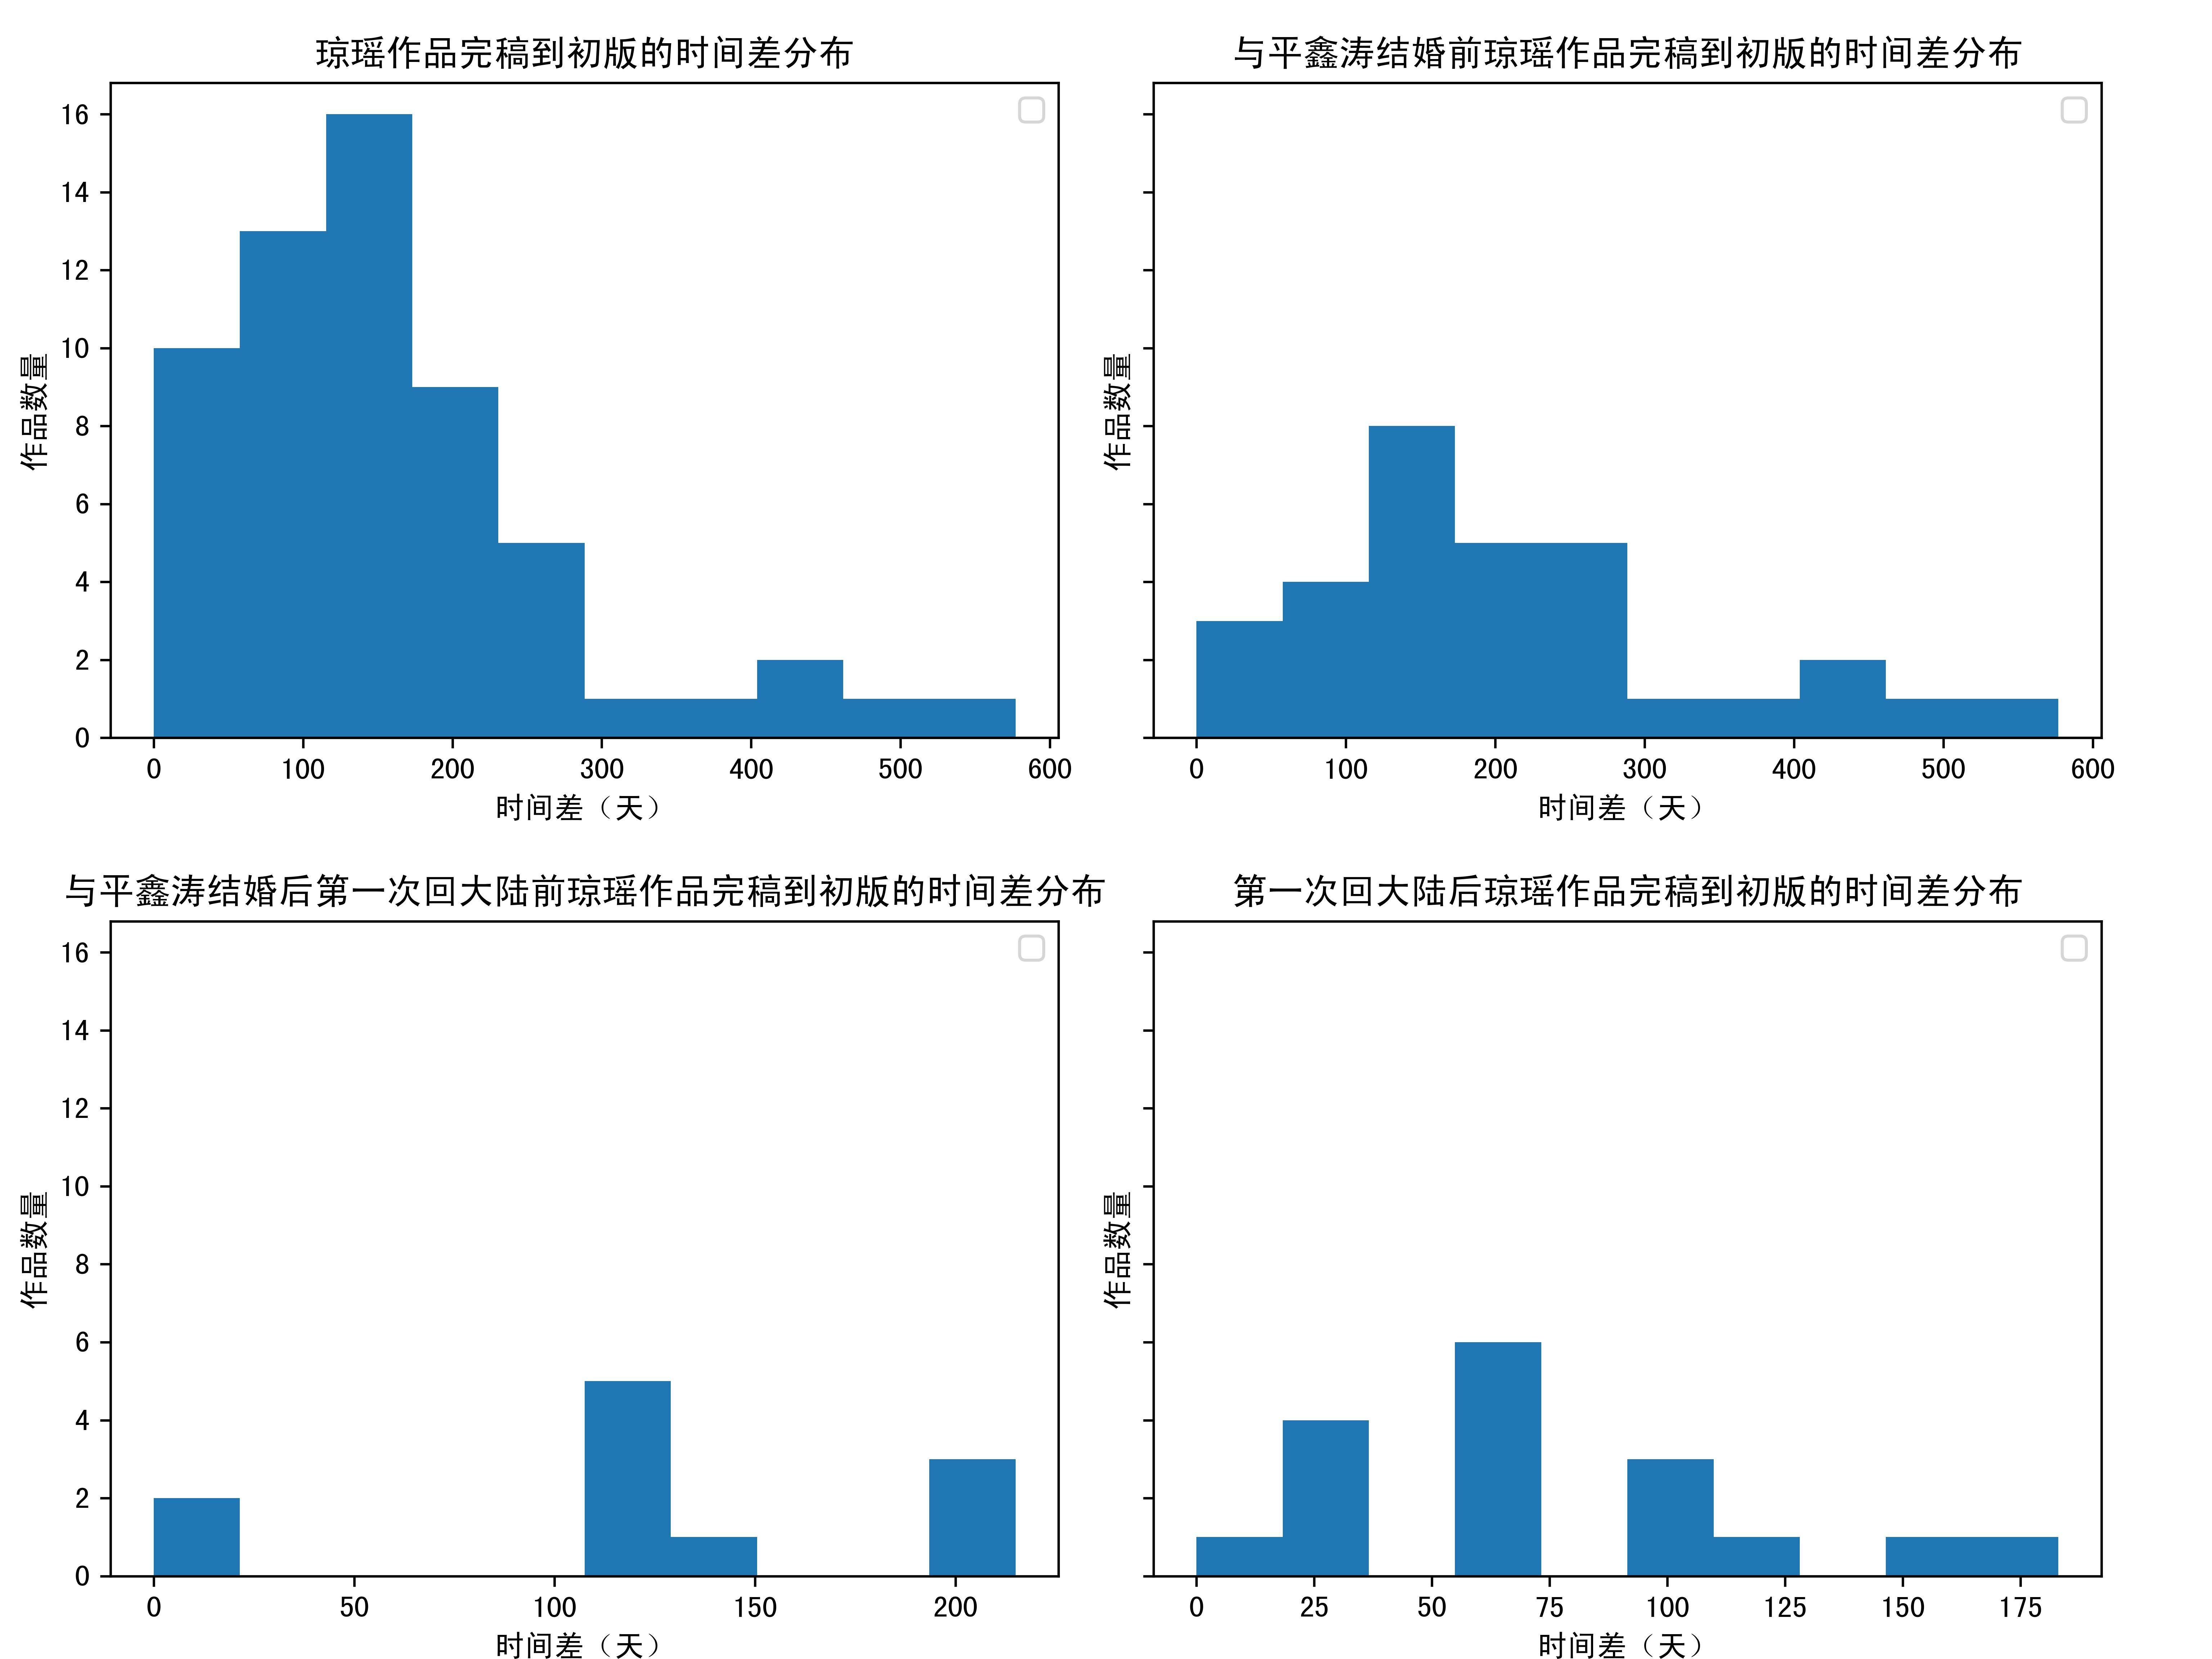 琼瑶作品完稿到初版的时间差分布
16
14
12
10
8
6
4
2
0
作品数量
0 100 200 300 400 500 600
时间差（天）
与平鑫涛结婚前琼瑶作品完稿到初版的时间差分布
作品数量
0 100 200 300 400 500 600
时间差（天）
与平鑫涛结婚后第一次回大陆前琼瑶作品完稿到初版的时间差分布
16
14
12
10
8
6
4
2
0
作品数量
0 50 100 150 200
时间差（天）
第一次回大陆后琼瑶作品完稿到初版的时间差分布
作品数量
0 25 50 75 100 125 150 175
时间差（天）